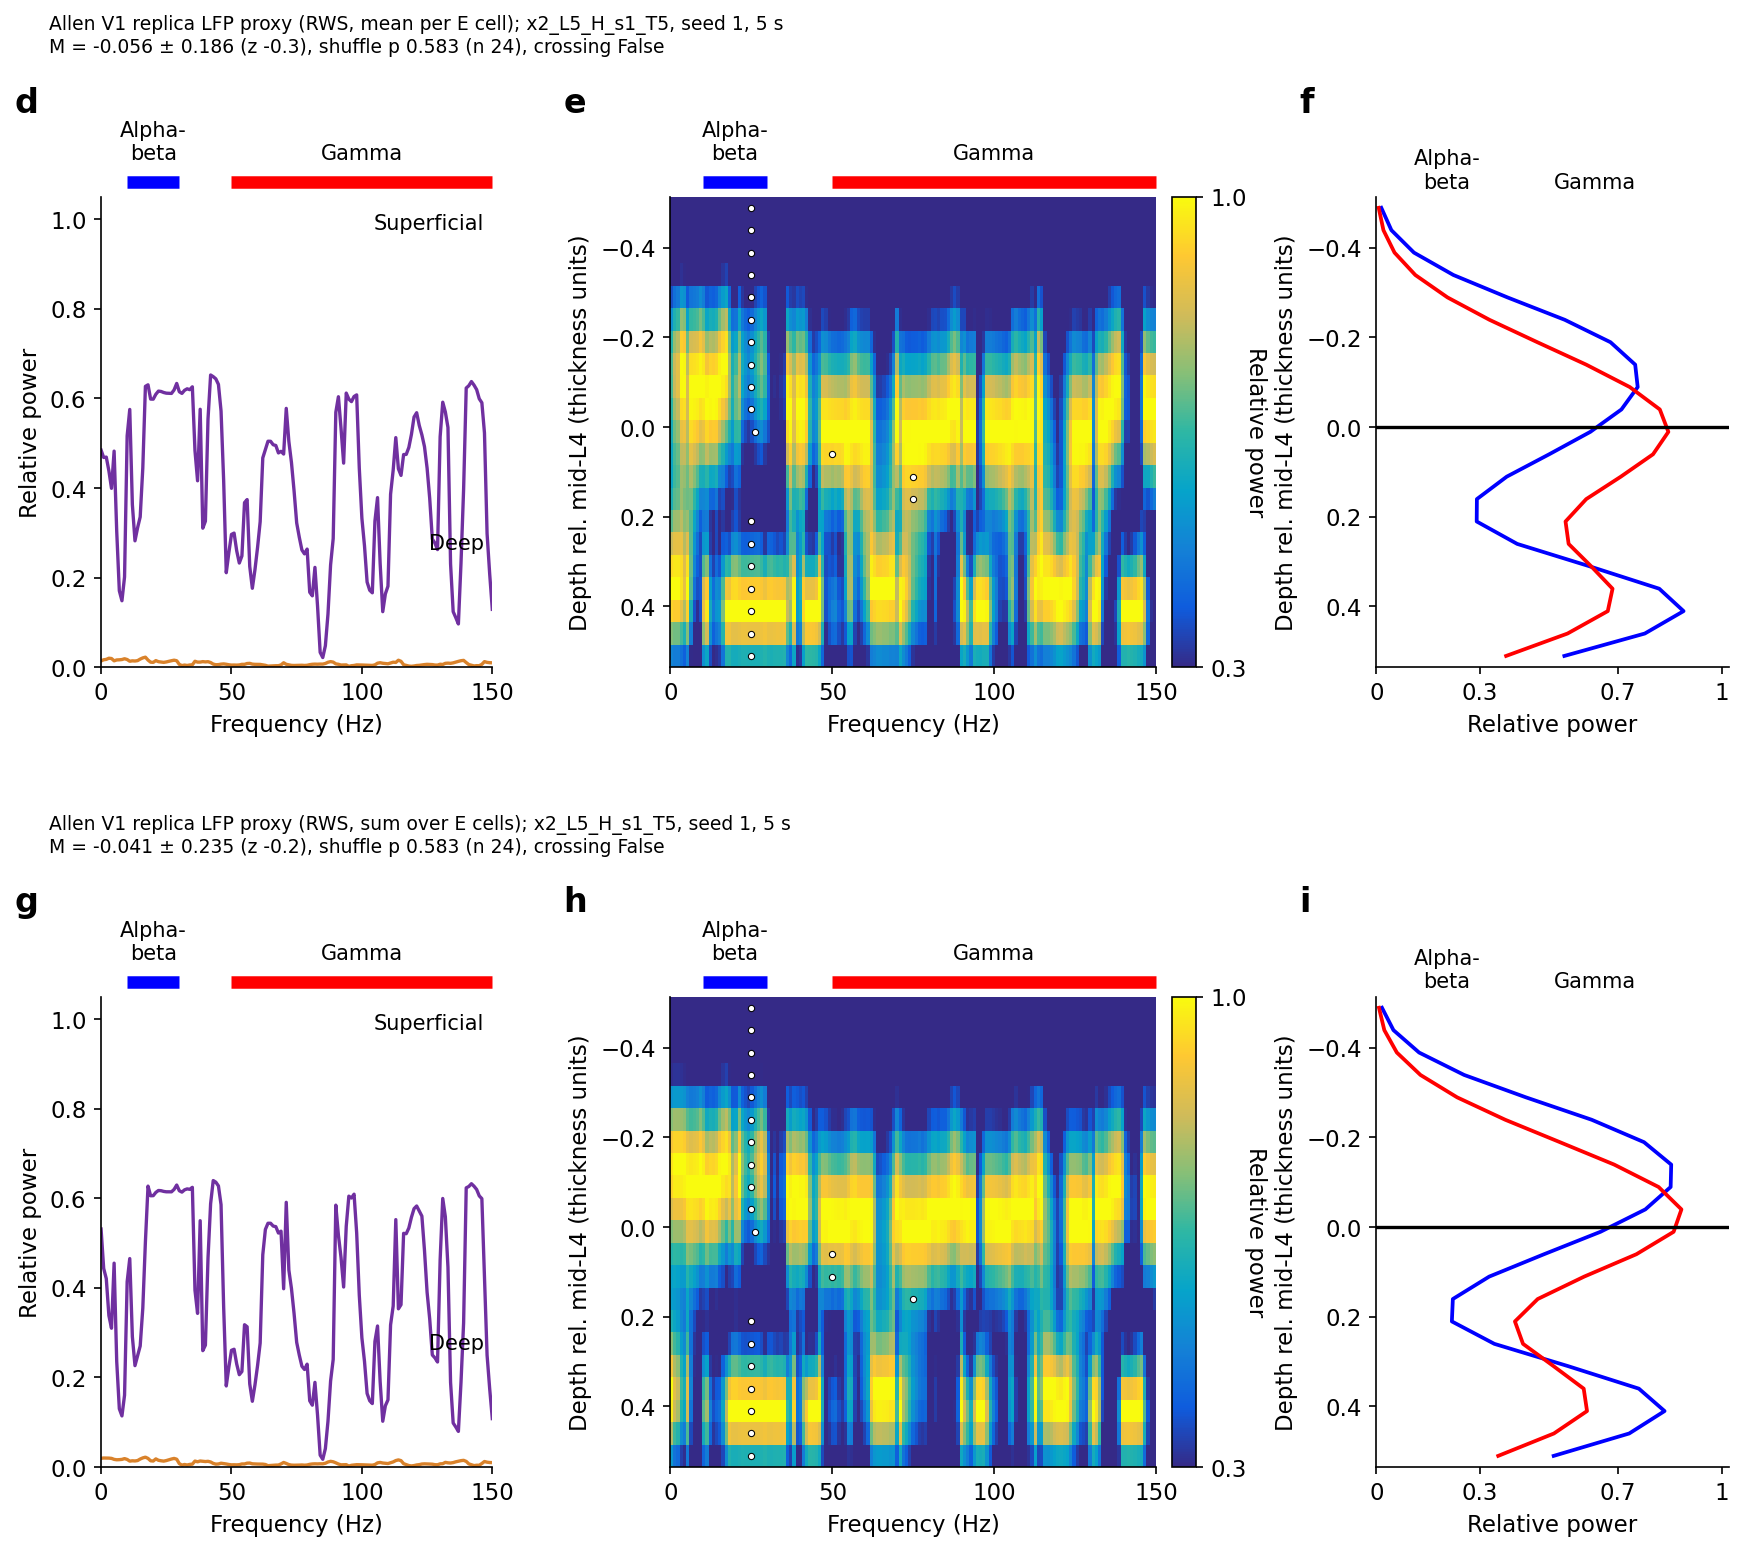 Allen V1 replica LFP proxy (RWS, mean per E cell); x2_L5_H_s1_T5, seed 1, 5 s
M = -0.056 ± 0.186 (z -0.3), shuffle p 0.583 (n 24), crossing False
d
Alpha-
beta
Gamma
Superficial
Deep
1.0
0.8
0.6
0.4
0.2
0.0
Relative power
0
50
100
150
Frequency (Hz)
e
Alpha-
beta
Gamma
−0.4
−0.2
0.0
0.2
0.4
Depth rel. mid-L4 (thickness units)
0
50
100
150
Frequency (Hz)
1.0
0.3
Relative power
f
Alpha-
beta
Gamma
−0.4
−0.2
0.0
0.2
0.4
Depth rel. mid-L4 (thickness units)
0
0.3
0.7
1
Relative power
Allen V1 replica LFP proxy (RWS, sum over E cells); x2_L5_H_s1_T5, seed 1, 5 s
M = -0.041 ± 0.235 (z -0.2), shuffle p 0.583 (n 24), crossing False
g
Alpha-
beta
Gamma
Superficial
Deep
1.0
0.8
0.6
0.4
0.2
0.0
Relative power
0
50
100
150
Frequency (Hz)
h
Alpha-
beta
Gamma
−0.4
−0.2
0.0
0.2
0.4
Depth rel. mid-L4 (thickness units)
0
50
100
150
Frequency (Hz)
1.0
0.3
Relative power
i
Alpha-
beta
Gamma
−0.4
−0.2
0.0
0.2
0.4
Depth rel. mid-L4 (thickness units)
0
0.3
0.7
1
Relative power